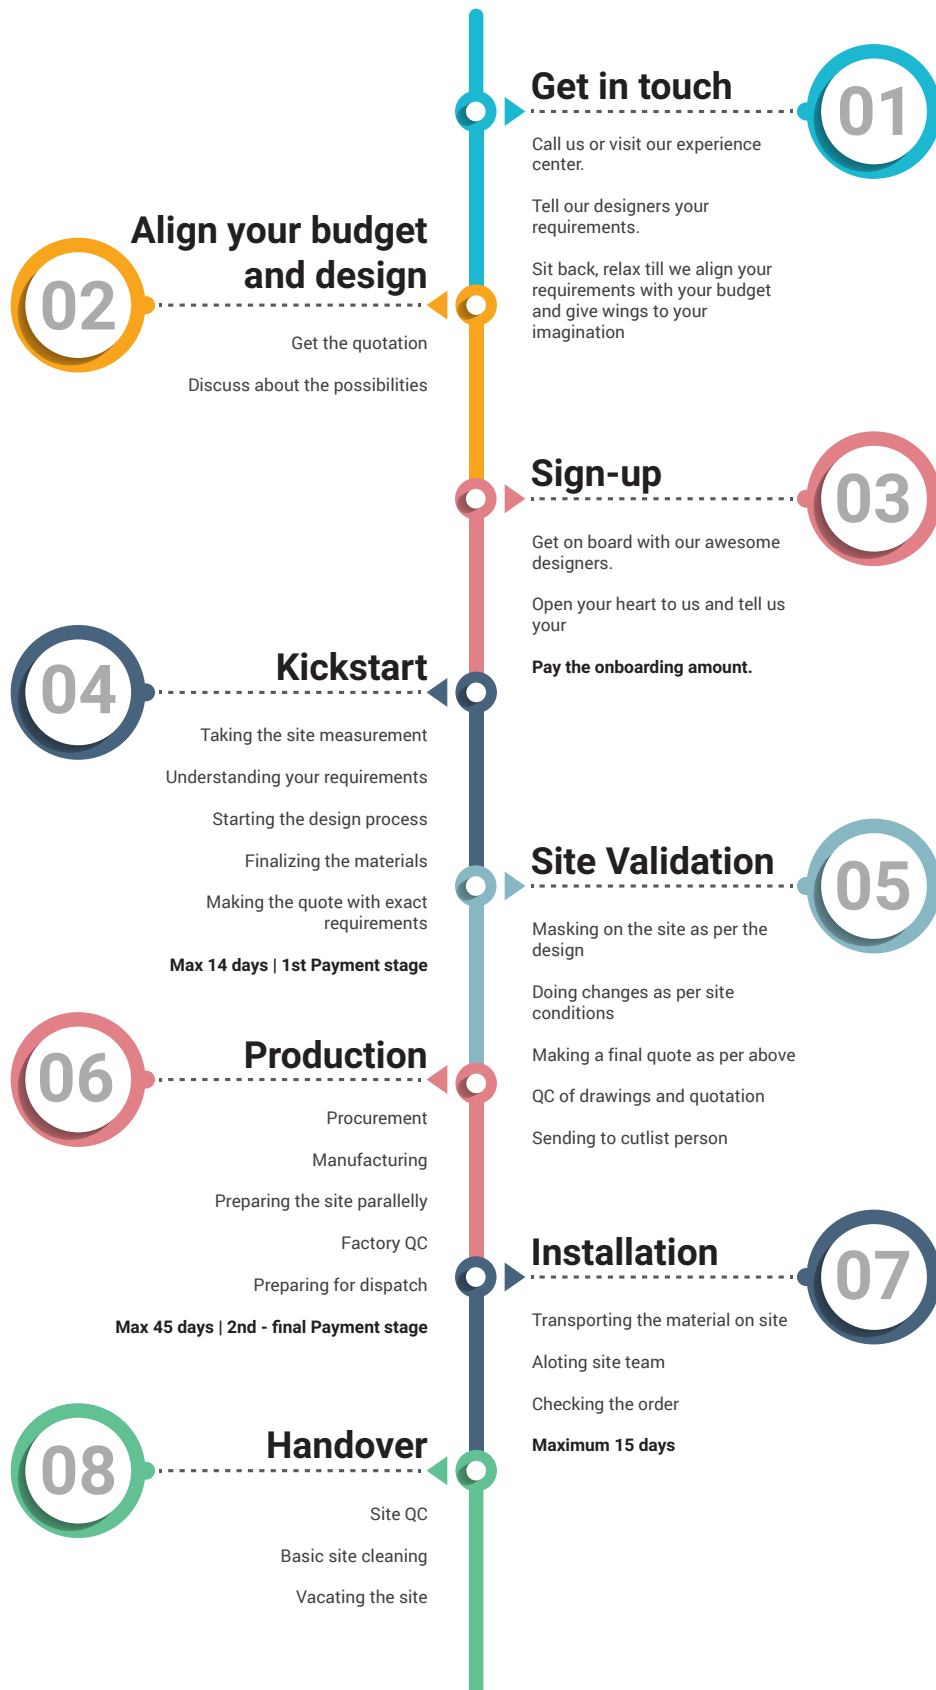 01
Get in touch
Call us or visit our experience
center.
Tell our designers your
requirements.
Sit back, relax till we align your
requirements with your budget
and give wings to your
imagination
02
Align your budget
and design
Get the quotation
Discuss about the possibilities
03
Sign-up
Get on board with our awesome
designers.
Open your heart to us and tell us
your
Pay the onboarding amount.
04
Kickstart
Taking the site measurement
Understanding your requirements
Starting the design process
Finalizing the materials
Making the quote with exact
requirements
Max 14 days | 1st Payment stage
05
Site Validation
Masking on the site as per the
design
Doing changes as per site
conditions
Making a final quote as per above
QC of drawings and quotation
Sending to cutlist person
06
Production
Procurement
Manufacturing
Preparing the site parallelly
Factory QC
Preparing for dispatch
Max 45 days | 2nd - final Payment stage
07
Installation
Transporting the material on site
Aloting site team
Checking the order
Maximum 15 days
08
Handover
Site QC
Basic site cleaning
Vacating the site